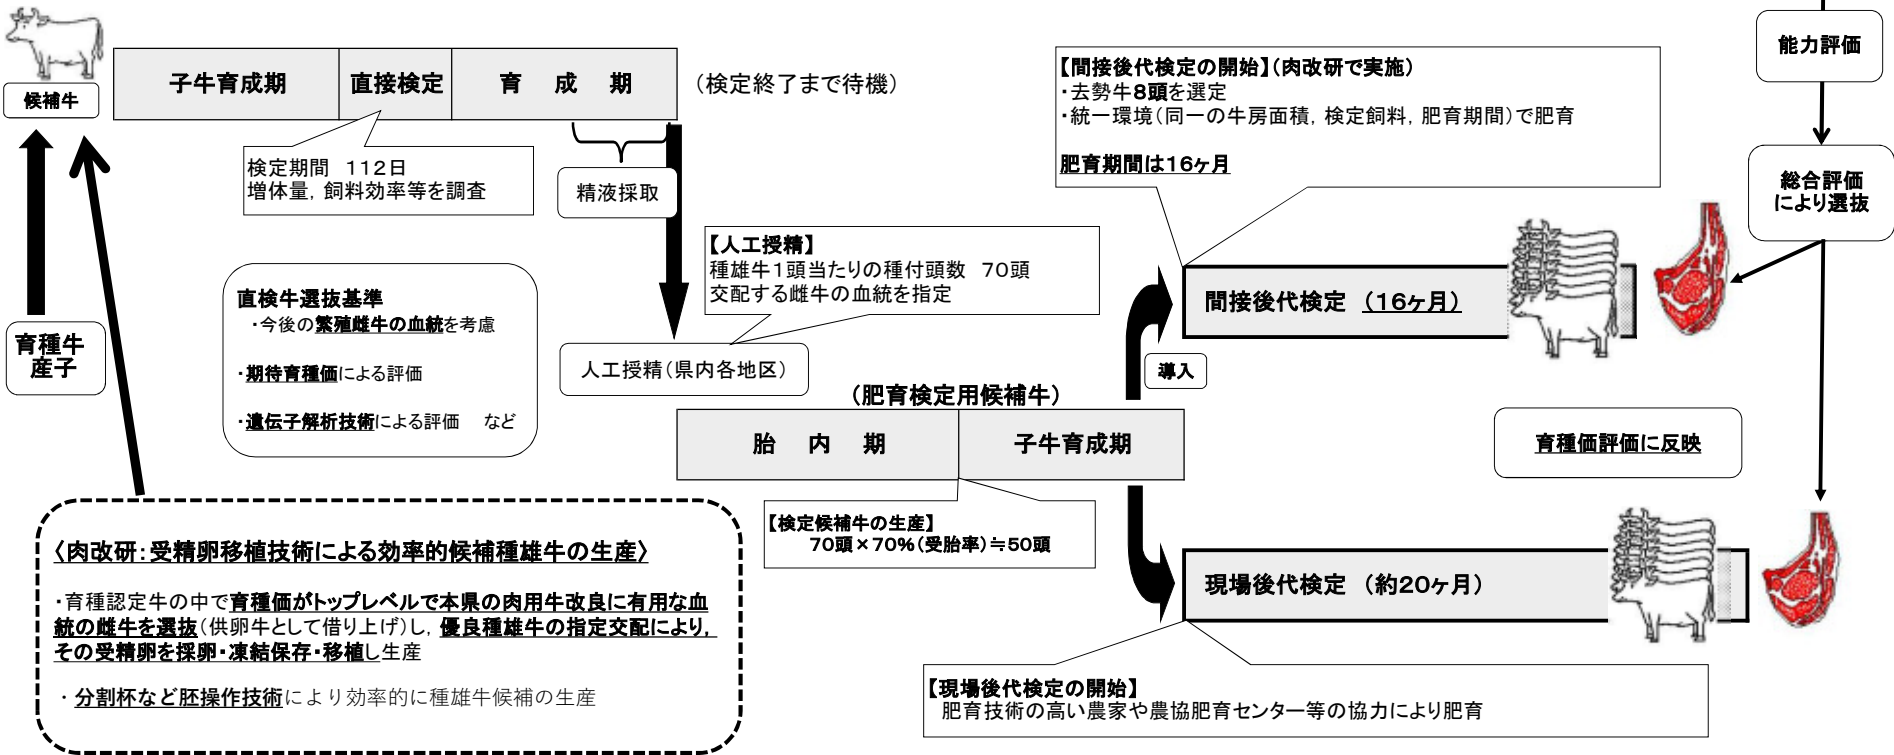 候補牛
子牛育成期
直接検定
育 成 期
(検定終了まで待機)
検定期間 112日
増体量, 飼料効率等を調査
精液採取
【人工授精】
種雄牛1頭当たりの種付頭数 70頭
交配する雌牛の血統を指定
人工授精(県内各地区)
育種牛
産子
直検牛選抜基準
・今後の繁殖雌牛の血統を考慮
・期待育種価による評価
・遺伝子解析技術による評価 など
〈肉改研:受精卵移植技術による効率的候補種雄牛の生産〉
・育種認定牛の中で育種価がトップレベルで本県の肉用牛改良に有用な血
統の雌牛を選抜(供卵牛として借り上げ)し, 優良種雄牛の指定交配により,
その受精卵を採卵・凍結保存・移植し生産
・分割杯など胚操作技術により効率的に種雄牛候補の生産
(肥育検定用候補牛)
胎 内 期
子牛育成期
【検定候補牛の生産】
70頭×70%(受胎率)≒50頭
導入
【間接後代検定の開始】(肉改研で実施)
・去勢牛8頭を選定
・統一環境(同一の牛房面積, 検定飼料, 肥育期間)で肥育
肥育期間は16ヶ月
間接後代検定 (16ヶ月)
現場後代検定 (約20ヶ月)
【現場後代検定の開始】
肥育技術の高い農家や農協肥育センター等の協力により肥育
能力評価
総合評価
により選抜
育種価評価に反映